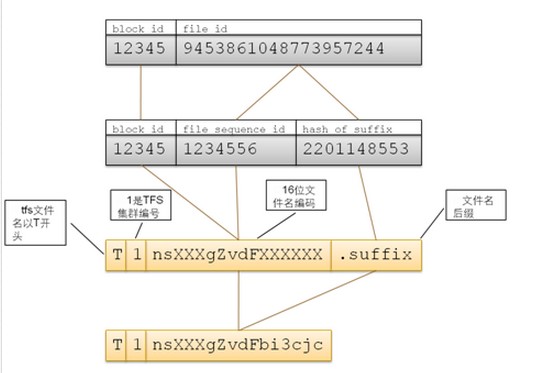 block id file id
12345 9453861048773957244
block id file sequence id hash of suffix
12345 1234556 2201148553
tfs文件
名以T开
头
1是TFS
集群编号
16位文
件名编码
文件名
后缀
T 1 nsXXXgZvdFXXXXXX .suffix
T 1 nsXXXgZvdFbi3cjc